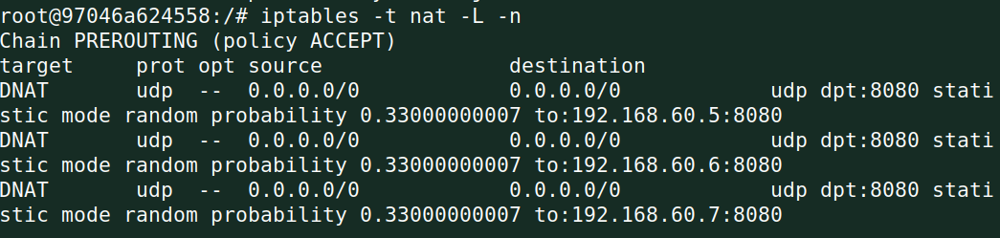 root@97046a624558:/# iptables -t nat -L -n
Chain PREROUTING (policy ACCEPT)
target     prot opt source               destination
DNAT       udp  --  0.0.0.0/0            0.0.0.0/0            udp dpt:8080 stati
stic mode random probability 0.33000000007 to:192.168.60.5:8080
DNAT       udp  --  0.0.0.0/0            0.0.0.0/0            udp dpt:8080 stati
stic mode random probability 0.33000000007 to:192.168.60.6:8080
DNAT       udp  --  0.0.0.0/0            0.0.0.0/0            udp dpt:8080 stati
stic mode random probability 0.33000000007 to:192.168.60.7:8080